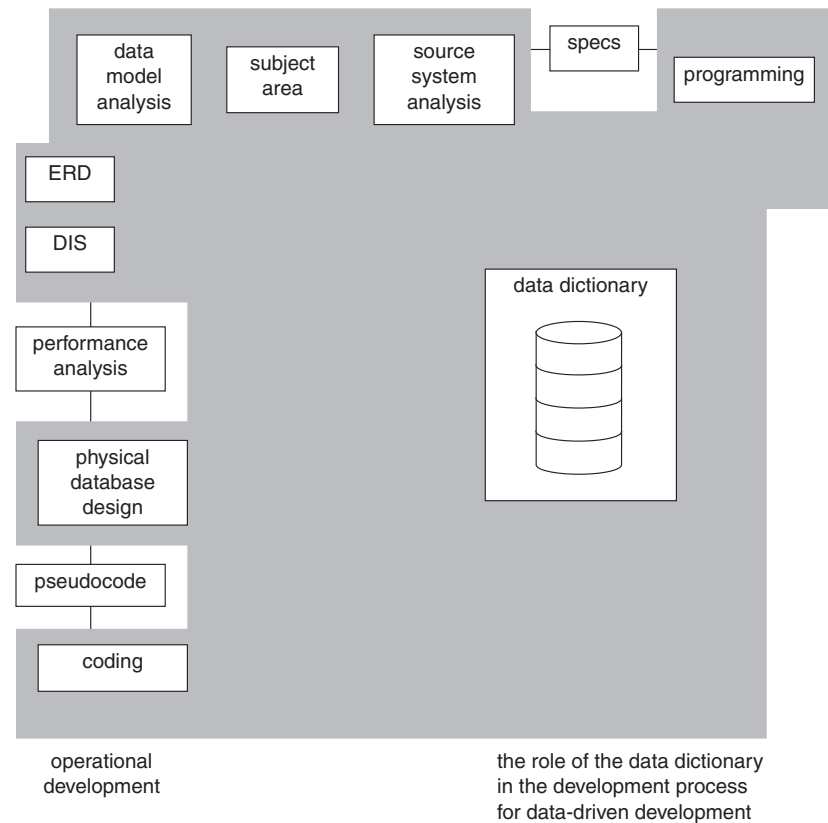 data
model
analysis
subject
area
source
system
analysis
specs
programming
ERD
DIS
data dictionary
performance
analysis
physical
database
design
pseudocode
coding
operational
development
the role of the data dictionary
in the development process
for data-driven development